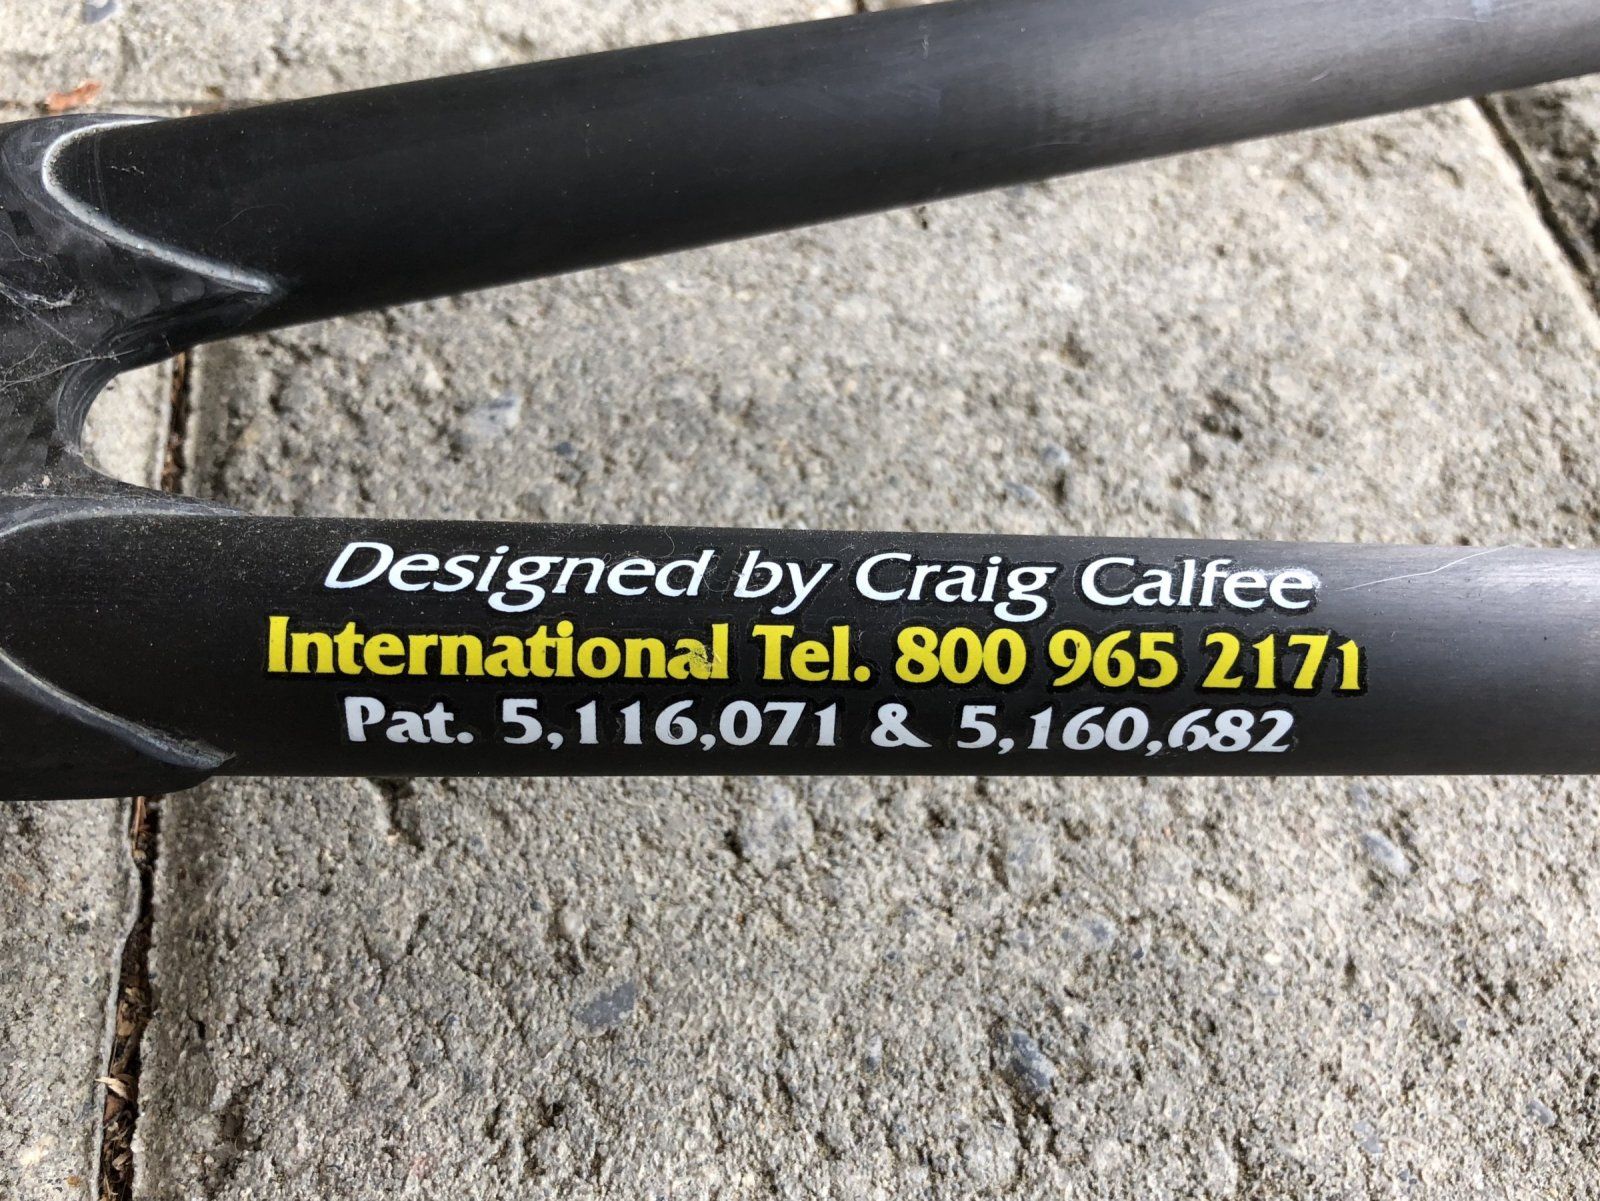 Designed by Craig Calfee
International Tel. 800 965 2171
Pat. 5,116,071 & 5,160,682